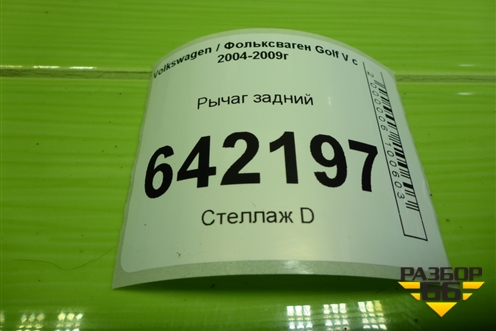 Volkswagen / Фольксваген Golf V с
2004-2009г
Рычаг задний
642197
Стеллаж D
РАЗБОР
66